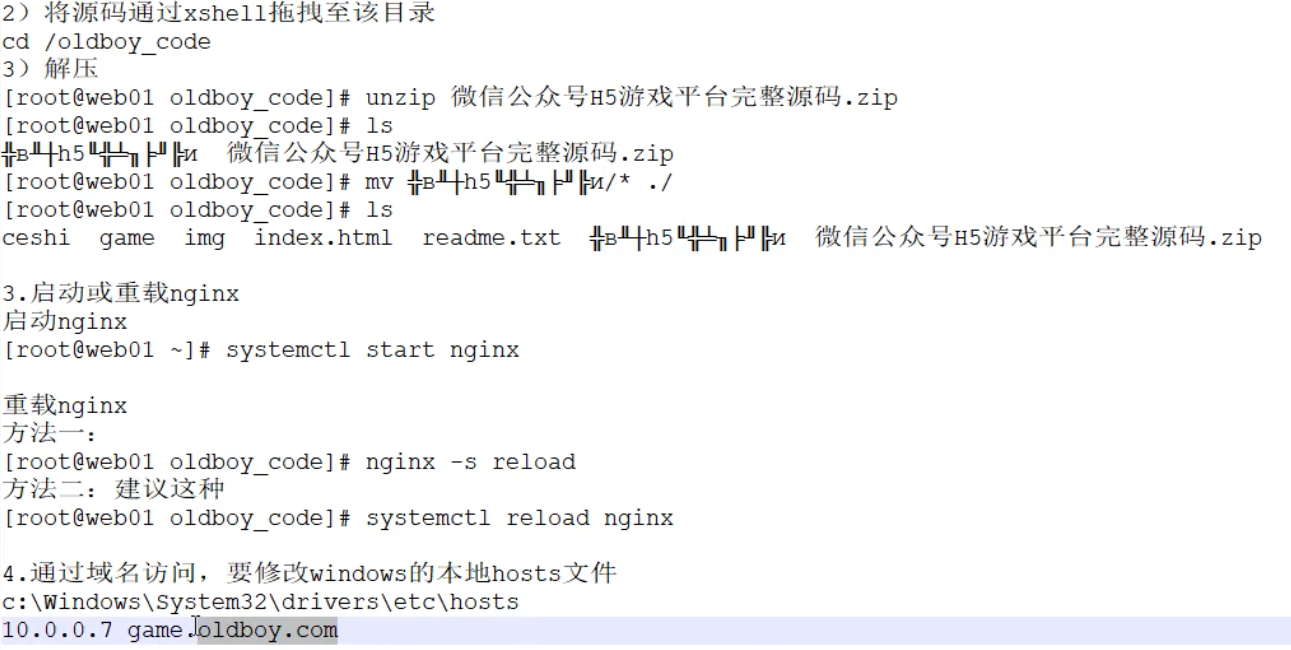 2）将源码通过xshell拖拽至该目录
cd /oldboy_code
3）解压
[root@web01 oldboy_code]# unzip 微信公众号H5游戏平台完整源码.zip
[root@web01 oldboy_code]# ls
╬в╨┼h5╙╬╧╖╞╜╠и  微信公众号H5游戏平台完整源码.zip
[root@web01 oldboy_code]# mv ╬в╨┼h5╙╬╧╖╞╜╠и/* ./
[root@web01 oldboy_code]# ls
ceshi  game  img  index.html  readme.txt  ╬в╨┼h5╙╬╧╖╞╜╠и  微信公众号H5游戏平台完整源码.zip
3.启动或重载nginx
启动nginx
[root@web01 ~]# systemctl start nginx
重载nginx
方法一：
[root@web01 oldboy_code]# nginx -s reload
方法二：建议这种
[root@web01 oldboy_code]# systemctl reload nginx
4.通过域名访问，要修改windows的本地hosts文件
c:\Windows\System32\drivers\etc\hosts
10.0.0.7 game.oldboy.com